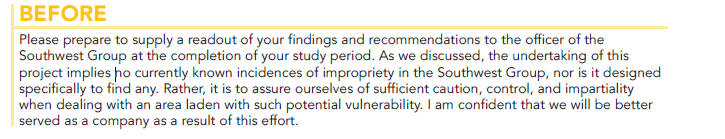 BEFORE
Please prepare to supply a readout of your findings and recommendations to the officer of the
Southwest Group at the completion of your study period. As we discussed, the undertaking of this
project implies no currently known incidences of impropriety in the Southwest Group, nor is it designed
specifically to find any. Rather, it is to assure ourselves of sufficient caution, control, and impartiality
when dealing with an area laden with such potential vulnerability. I am confident that we will be better
served as a company as a result of this effort.